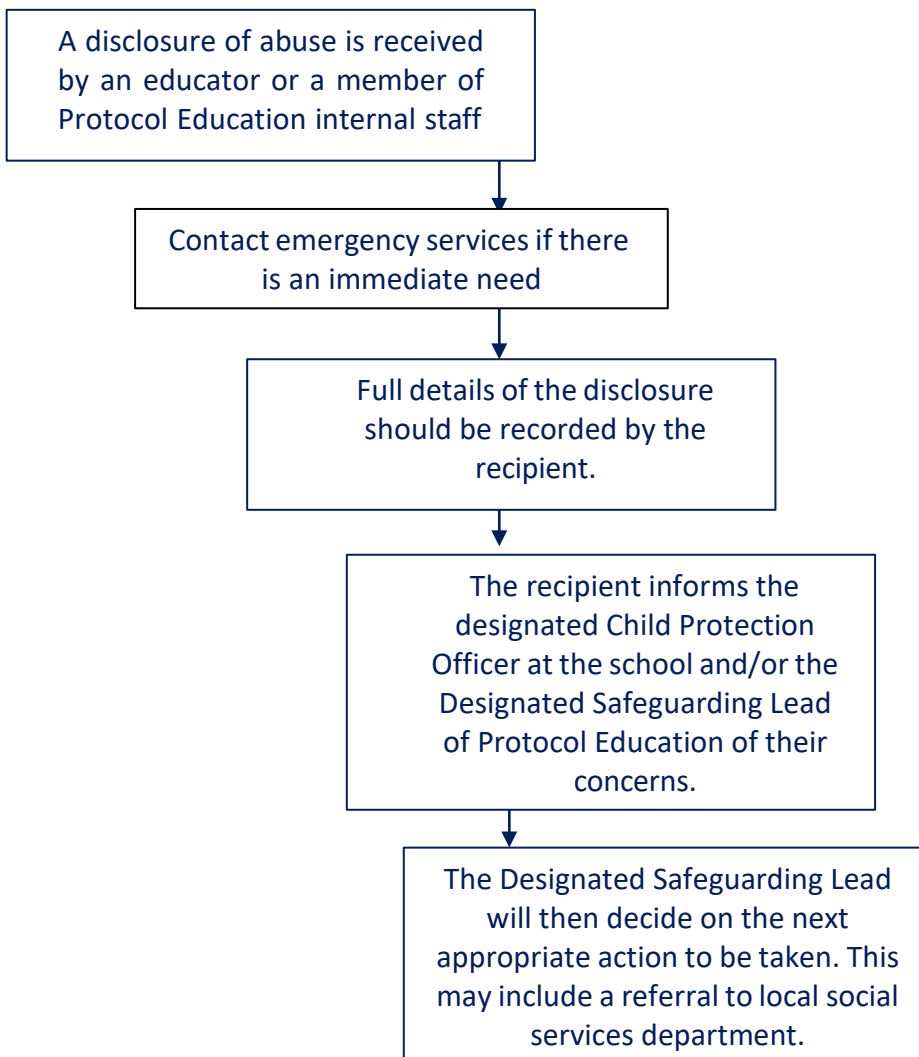 A disclosure of abuse is received
by an educator or a member of
Protocol Education internal staff
Contact emergency services if there
is an immediate need
Full details of the disclosure
should be recorded by the
recipient.
The recipient informs the
designated Child Protection
Officer at the school and/or the
Designated Safeguarding Lead
of Protocol Education of their
concerns.
The Designated Safeguarding Lead
will then decide on the next
appropriate action to be taken. This
may include a referral to local social
services department.